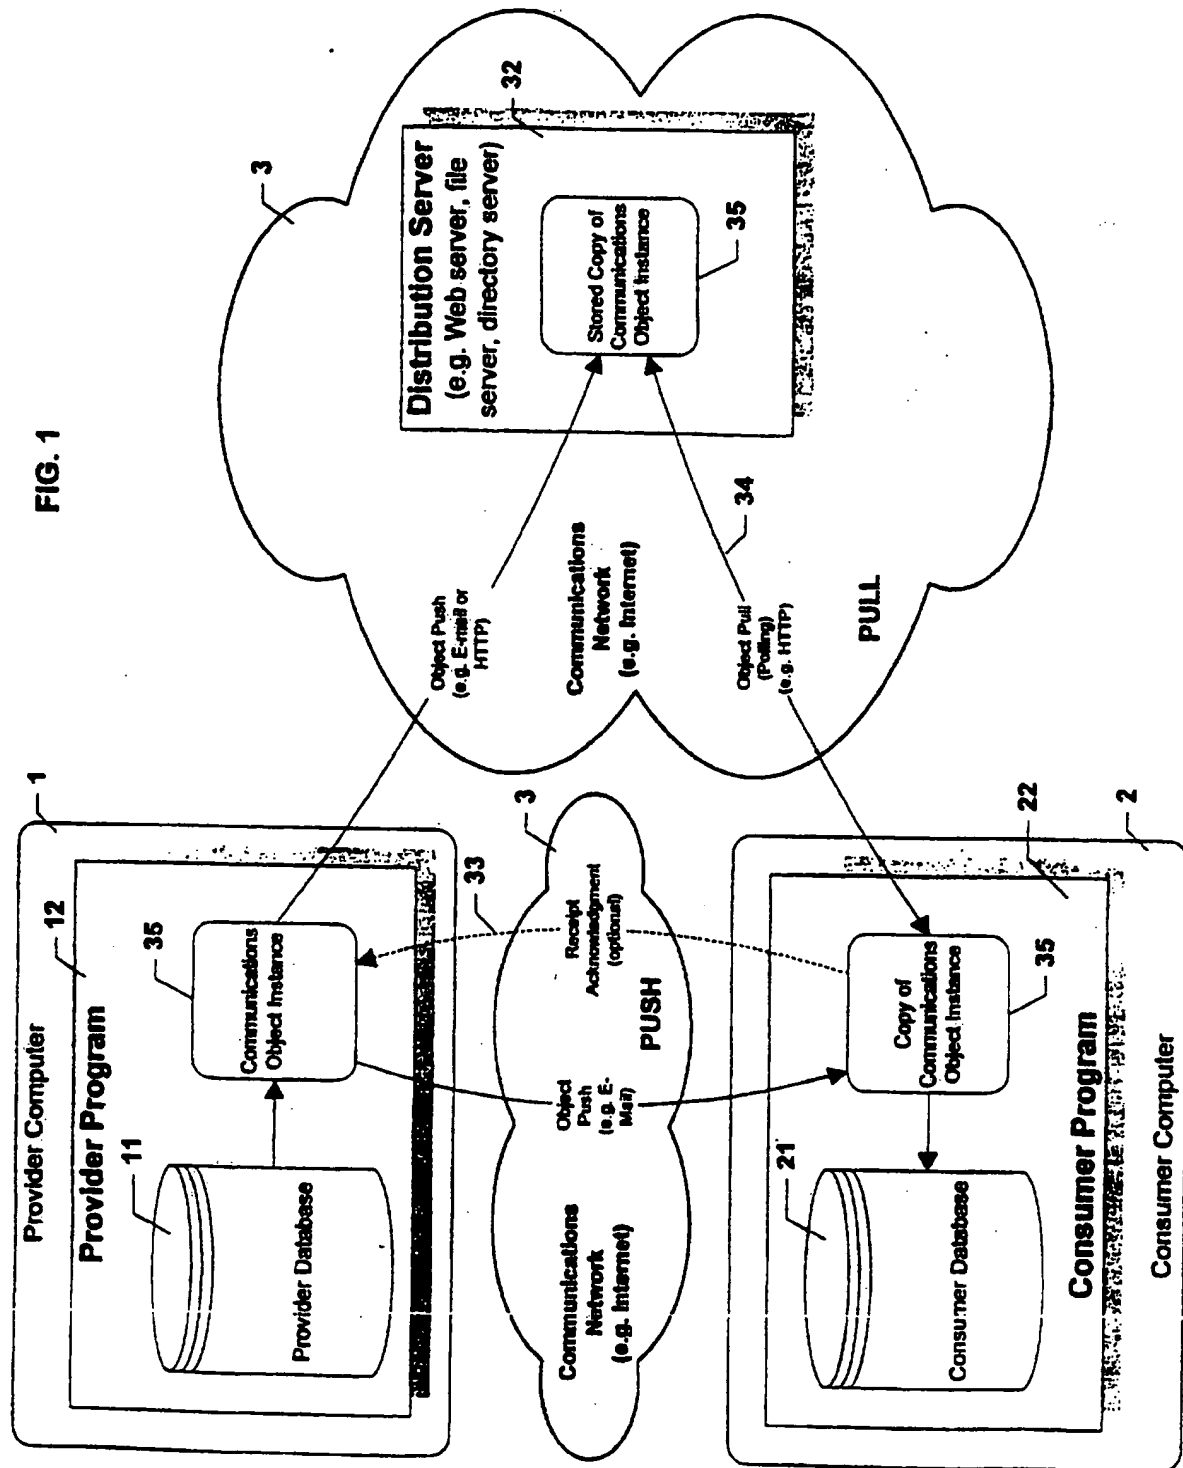 FIG. 1
Provider Computer
1
Provider Program
12
11
Provider Database
35
Communications
Object Instance
Object Push
(e.g. E-mail or
HTTP)
3
Distribution Server
(e.g. Web server, file
server, directory server)
32
Stored Copy of
Communications
Object Instance
35
Communications
Network
(e.g. Internet)
34
Object Pull
(Polling)
(e.g. HTTP)
PULL
Communications
Network
(e.g. Internet)
3
Object
Push
(e.g. E-
Mail)
PUSH
33
Receipt
Acknowledgment
(optional)
21
Consumer Database
Copy of
Communications
Object Instance
35
22
Consumer Program
2
Consumer Computer